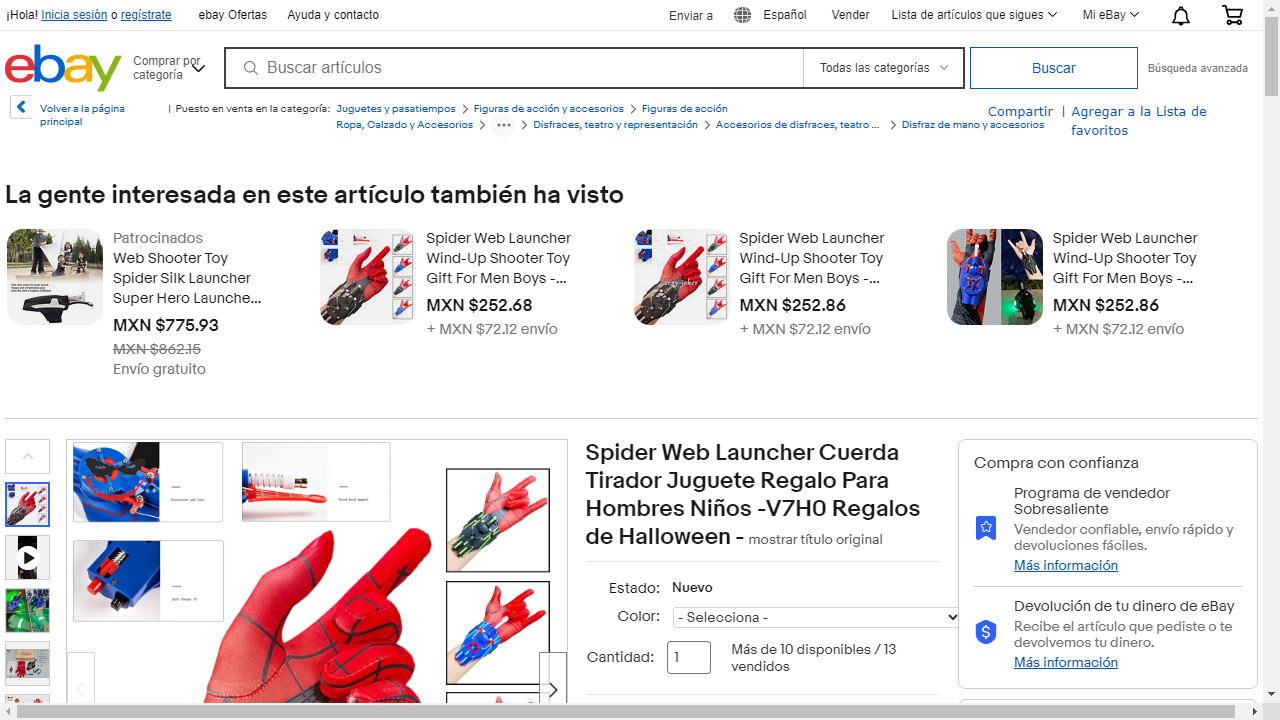 ¡Hola! Inicia sesión o regístrate
ebay Ofertas
Ayuda y contacto
Enviar a
Español
Vender
Lista de artículos que sigues
Mi eBay
ebay
Comprar por
categoría
Buscar artículos
Todas las categorías
Buscar
Búsqueda avanzada
Volver a la página
principal
| Puesto en venta en la categoría:
Juguetes y pasatiempos
Figuras de acción y accesorios
Figuras de acción
Ropa, Calzado y Accesorios
Disfraces, teatro y representación
Accesorios de disfraces, teatro ...
Disfraz de mano y accesorios
Compartir | Agregar a la Lista de
favoritos
La gente interesada en este artículo también ha visto
Patrocinados
Web Shooter Toy
Spider Silk Launcher
Super Hero Launche...
MXN $775.93
MXN $862.15
Envío gratuito
Spider Web Launcher
Wind-Up Shooter Toy
Gift For Men Boys -...
MXN $252.68
+ MXN $72.12 envío
Spider Web Launcher
Wind-Up Shooter Toy
Gift For Men Boys -...
MXN $252.86
+ MXN $72.12 envío
Spider Web Launcher
Wind-Up Shooter Toy
Gift For Men Boys -...
MXN $252.86
+ MXN $72.12 envío
Spider Web Launcher Cuerda
Tirador Juguete Regalo Para
Hombres Niños -V7H0 Regalos
de Halloween - mostrar título original
Estado: Nuevo
Color: - Selecciona -
Cantidad: 1
Más de 10 disponibles / 13
vendidos
Compra con confianza
Programa de vendedor
Sobresaliente
Vendedor confiable, envío rápido y
devoluciones fáciles.
Más información
Devolución de tu dinero de eBay
Recibe el artículo que pediste o te
devolvemos tu dinero.
Más información